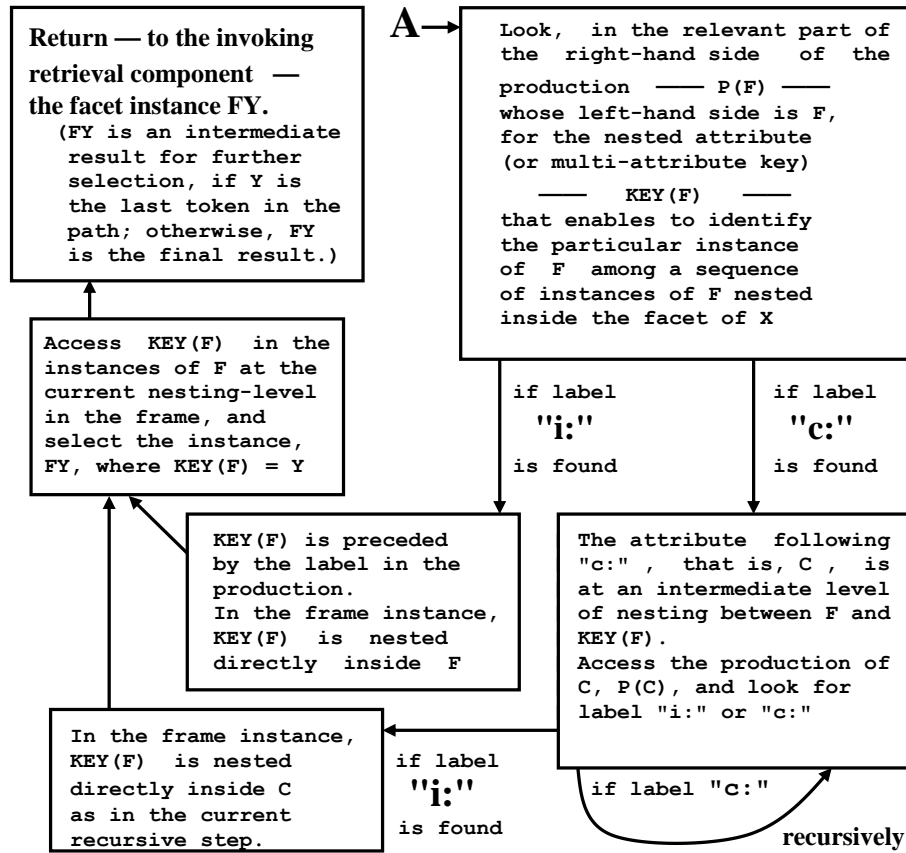 A
Look, in the relevant part of
the right-hand side of the
production —— P(F) ——
whose left-hand side is F,
for the nested attribute
(or multi-attribute key)
—— KEY(F) ——
that enables to identify
the particular instance
of F among a sequence
of instances of F nested
inside the facet of X
if label
"i:"
is found
if label
"c:"
is found
KEY(F) is preceded
by the label in the
production.
In the frame instance,
KEY(F) is nested
directly inside F
The attribute following
"c:" , that is, C , is
at an intermediate level
of nesting between F and
KEY(F).
Access the production of
C, P(C), and look for
label "i:" or "c:"
if label "c:"
recursively
if label
"i:"
is found
In the frame instance,
KEY(F) is nested
directly inside C
as in the current
recursive step.
Access KEY(F) in the
instances of F at the
current nesting-level
in the frame, and
select the instance,
FY, where KEY(F) = Y
Return — to the invoking
retrieval component —
the facet instance FY.
(FY is an intermediate
result for further
selection, if Y is
the last token in the
path; otherwise, FY
is the final result.)